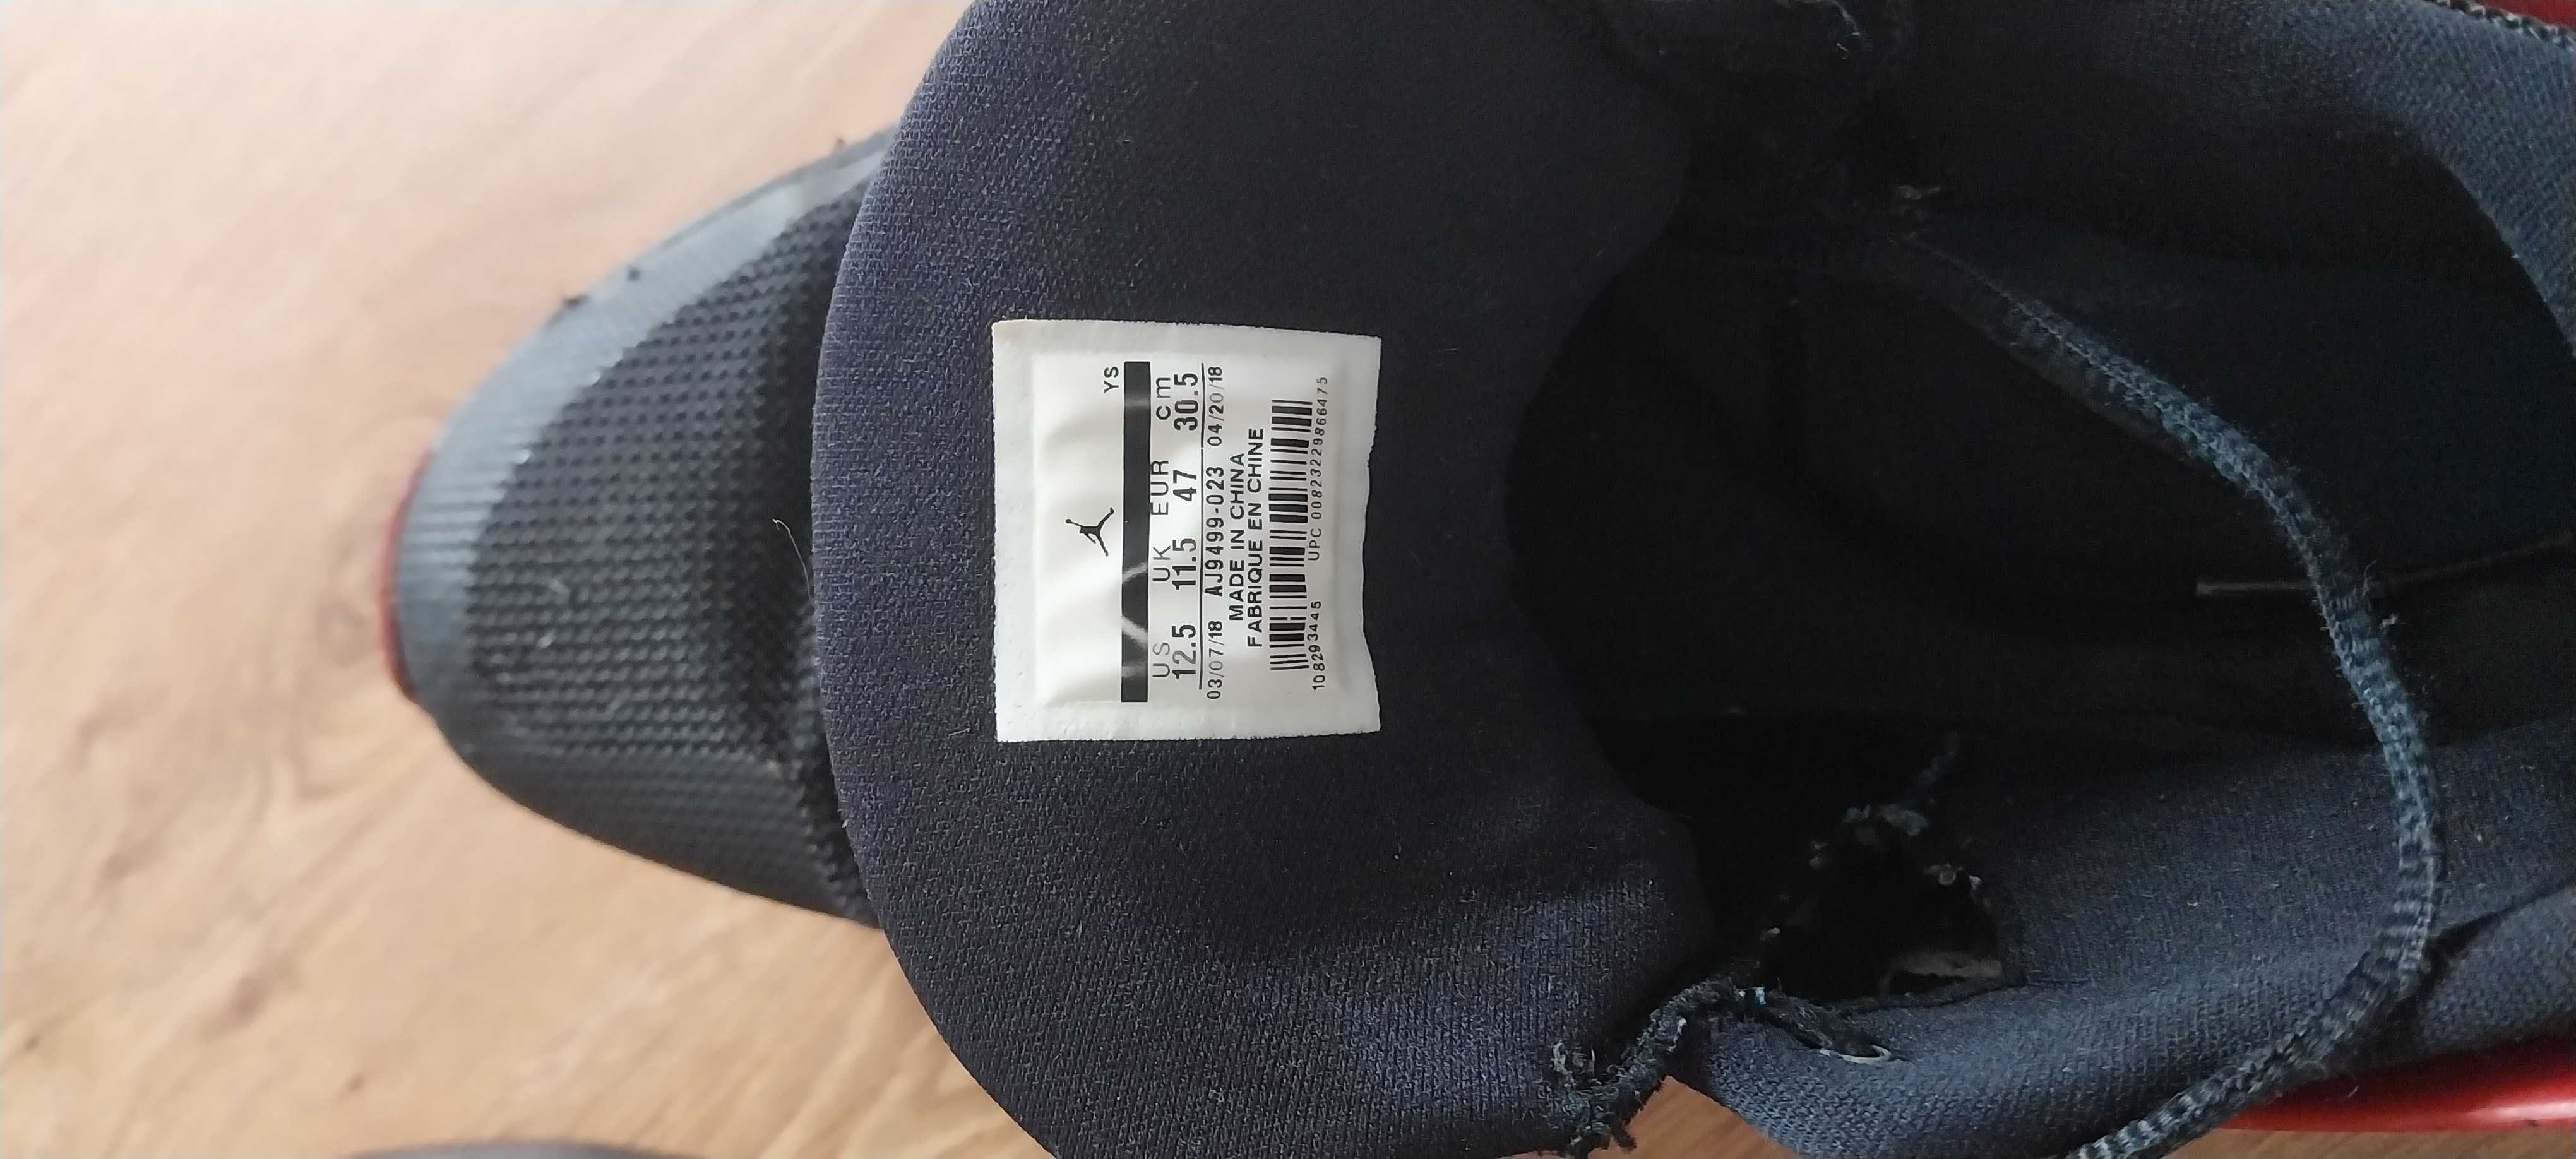 YS
US UK EUR cm
12.5 11.5 47 30.5
03/07/18 AJ9499-023 04/20/18
MADE IN CHINA
FABRIQUE EN CHINE
1082934445 UPC 00823229866475